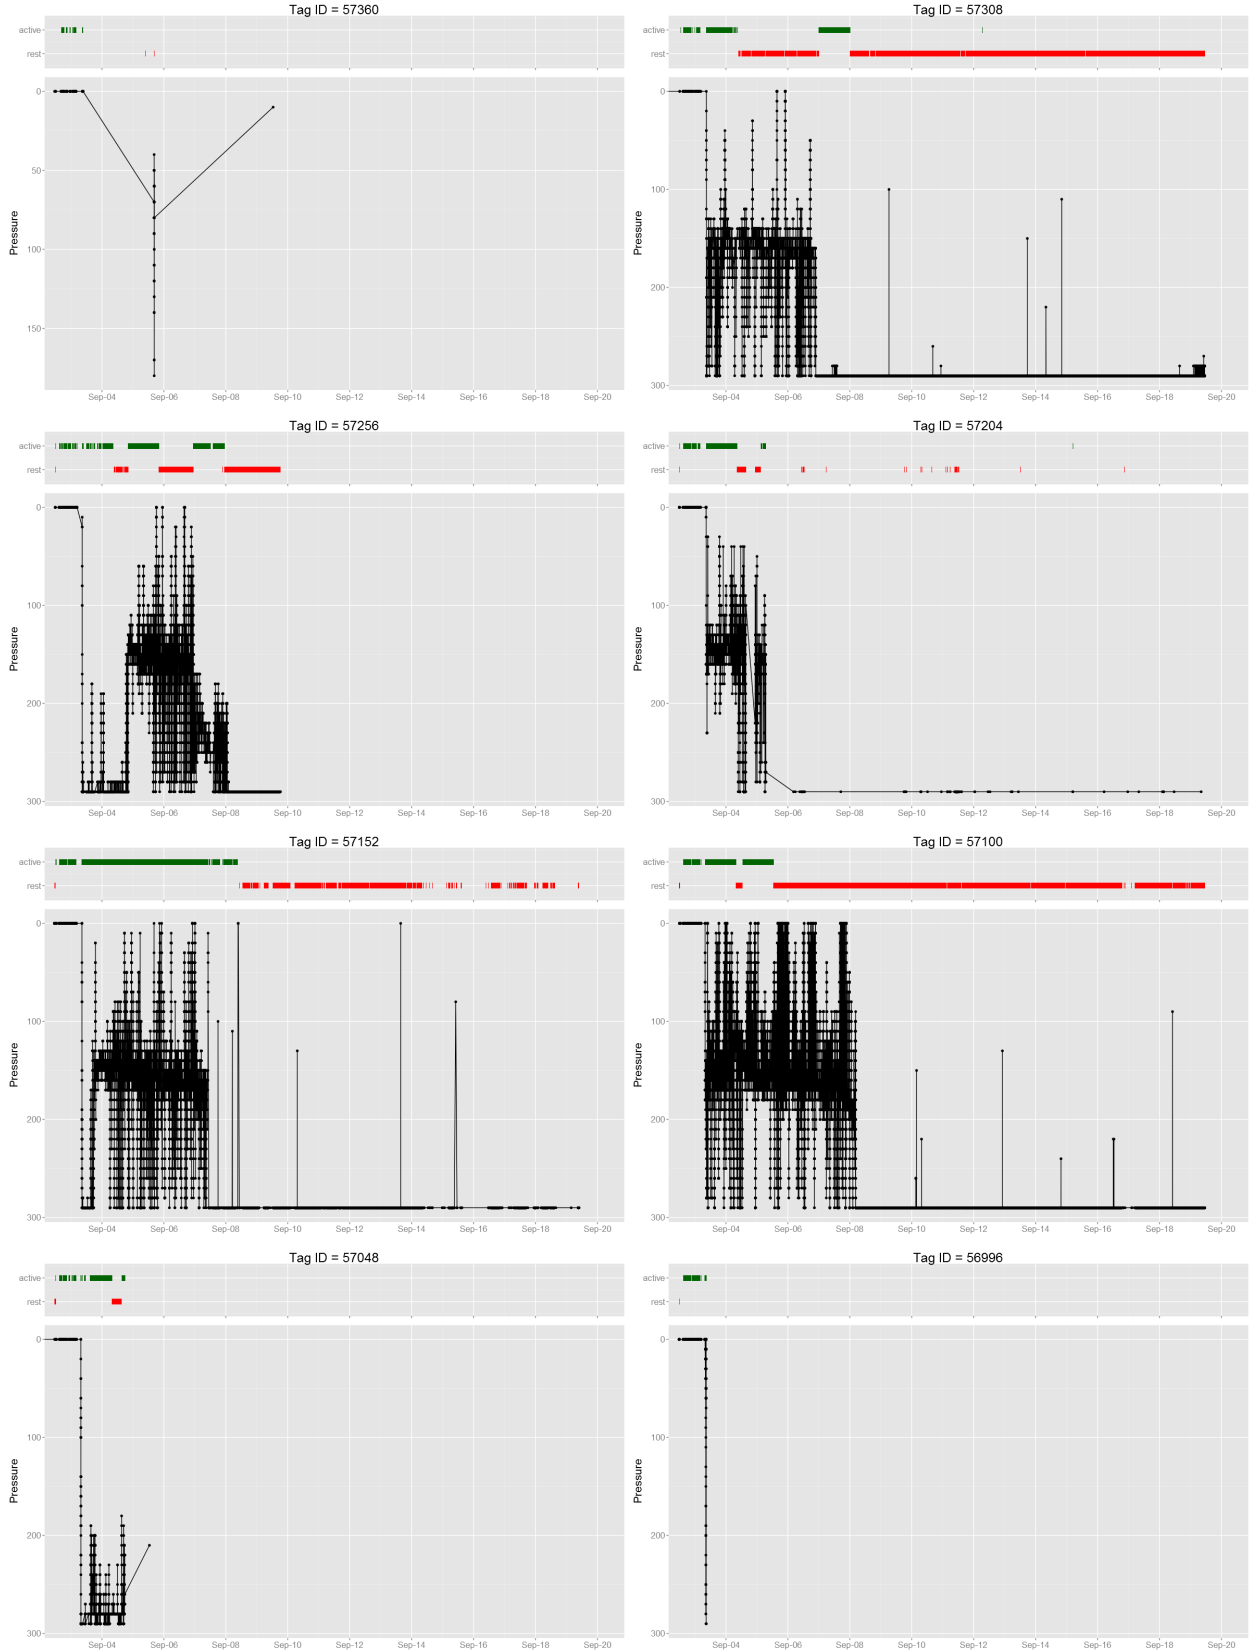 Tag ID = 57360
active
rest
0
50
100
150
Pressure
Sep-04 Sep-06 Sep-08 Sep-10 Sep-12 Sep-14 Sep-16 Sep-18 Sep-20
Tag ID = 57308
active
rest
0
100
200
300
Pressure
Sep-04 Sep-06 Sep-08 Sep-10 Sep-12 Sep-14 Sep-16 Sep-18 Sep-20
Tag ID = 57256
active
rest
0
100
200
300
Pressure
Sep-04 Sep-06 Sep-08 Sep-10 Sep-12 Sep-14 Sep-16 Sep-18 Sep-20
Tag ID = 57204
active
rest
0
100
200
300
Pressure
Sep-04 Sep-06 Sep-08 Sep-10 Sep-12 Sep-14 Sep-16 Sep-18 Sep-20
Tag ID = 57152
active
rest
0
100
200
300
Pressure
Sep-04 Sep-06 Sep-08 Sep-10 Sep-12 Sep-14 Sep-16 Sep-18 Sep-20
Tag ID = 57100
active
rest
0
100
200
300
Pressure
Sep-04 Sep-06 Sep-08 Sep-10 Sep-12 Sep-14 Sep-16 Sep-18 Sep-20
Tag ID = 57048
active
rest
0
100
200
300
Pressure
Sep-04 Sep-06 Sep-08 Sep-10 Sep-12 Sep-14 Sep-16 Sep-18 Sep-20
Tag ID = 56996
active
rest
0
100
200
300
Pressure
Sep-04 Sep-06 Sep-08 Sep-10 Sep-12 Sep-14 Sep-16 Sep-18 Sep-20